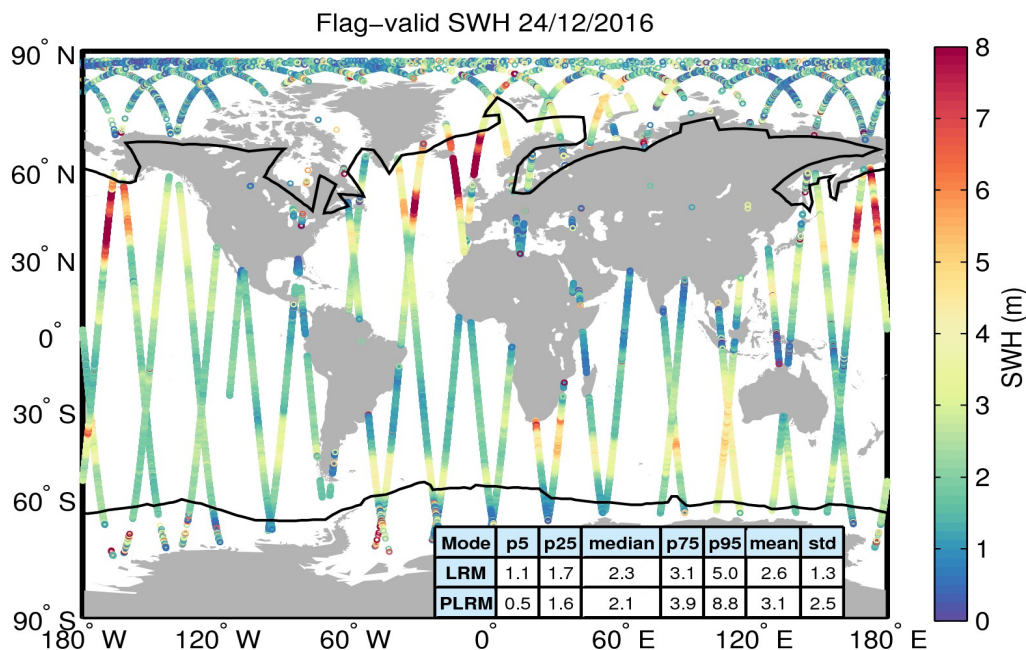 Flag−valid SWH 24/12/2016
90° N
60° N
30° N
0°
30° S
60° S
90° S
180° W
120° W
60° W
0°
60° E
120° E
180° E
8
7
6
5
4
3
2
1
0
SWH (m)
Mode p5 p25 median p75 p95 mean std
LRM 1.1 1.7 2.3 3.1 5.0 2.6 1.3
PLRM 0.5 1.6 2.1 3.9 8.8 3.1 2.5